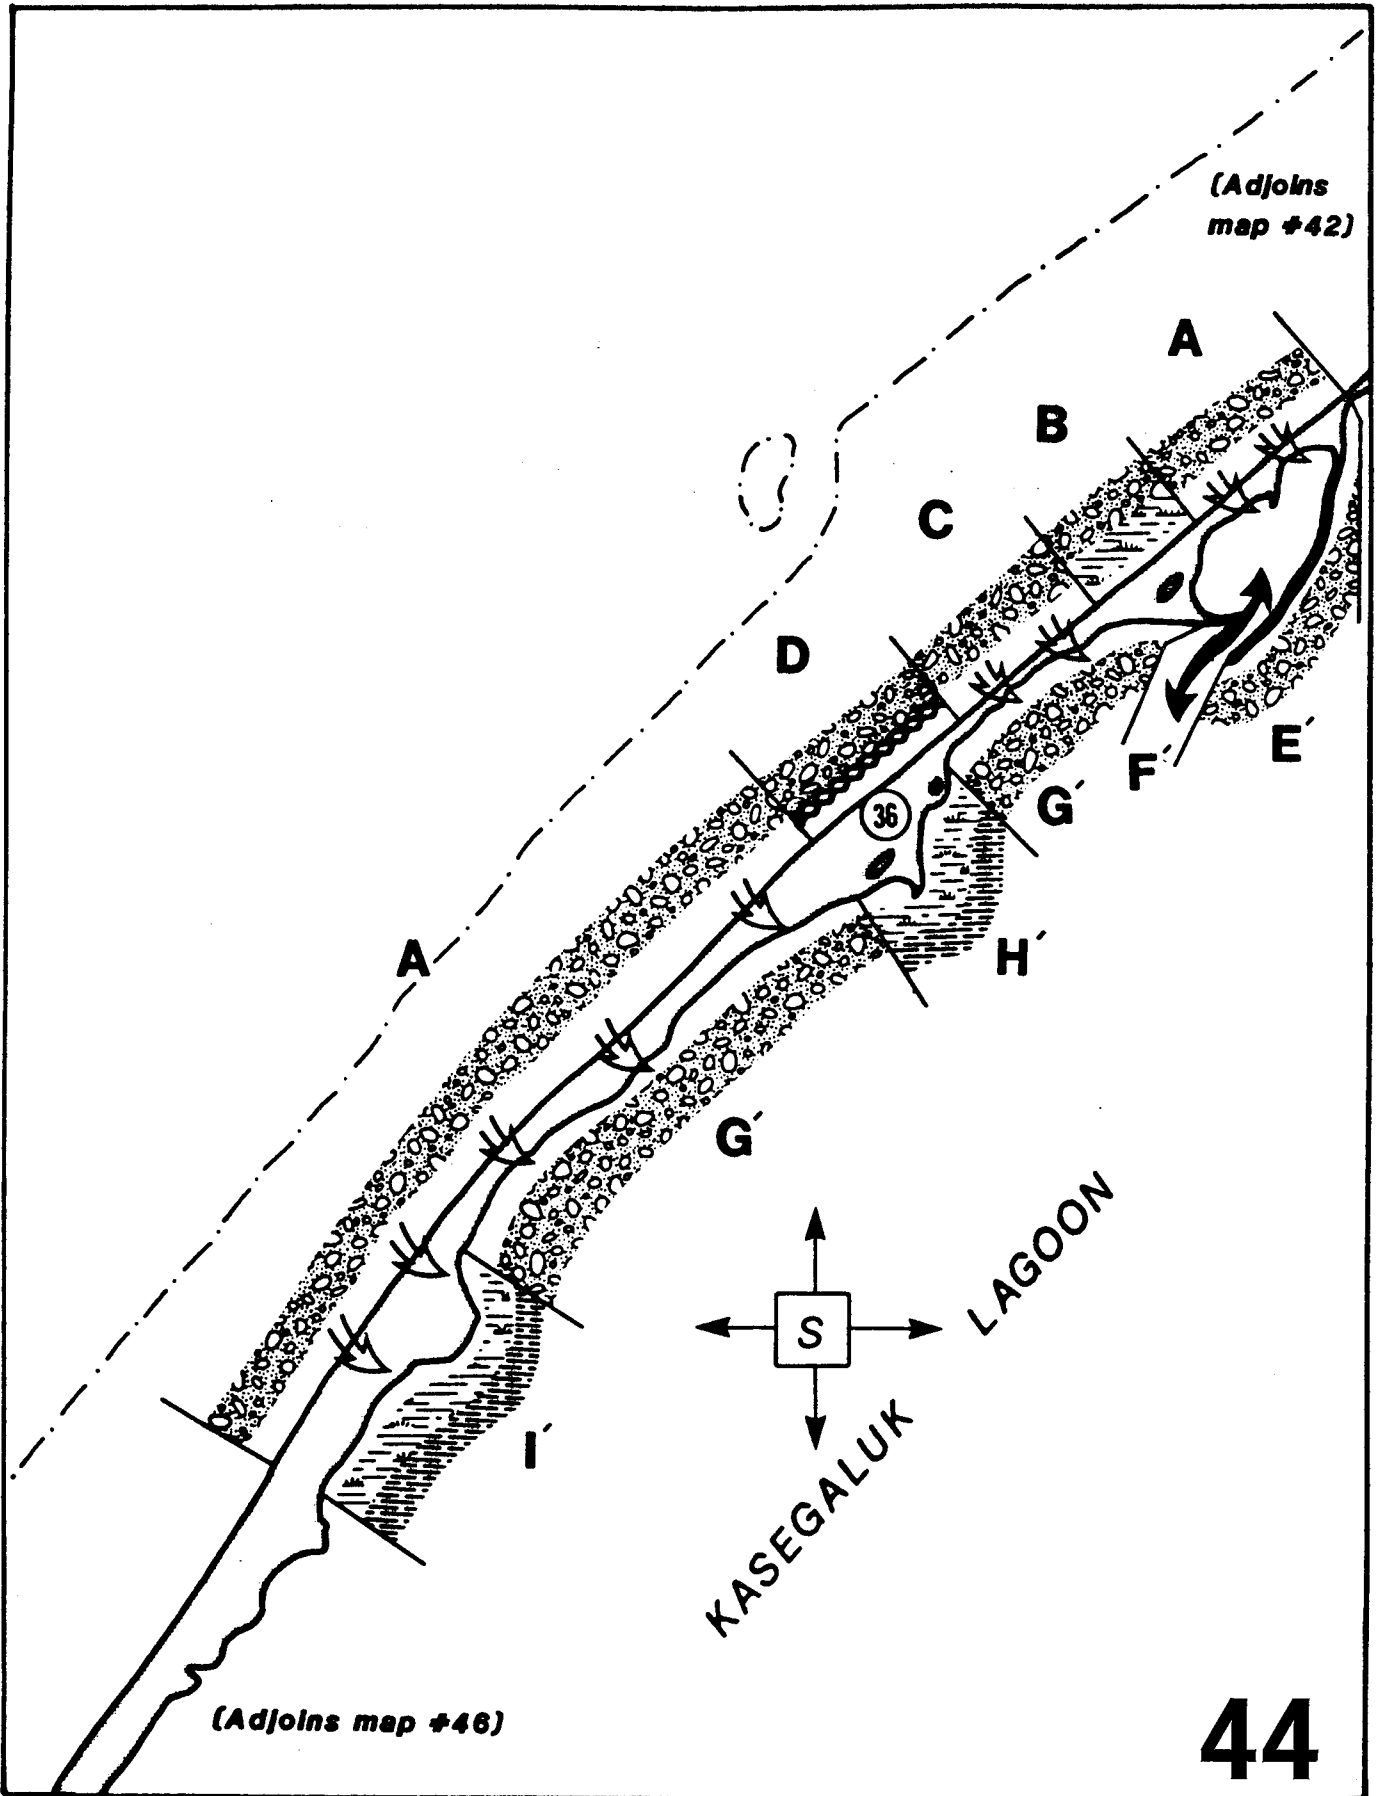 (Adjoins
map #42)
A
B
C
D
E′
F′
G′
36
H′
A
G′
LAGOON
S
I′
KASEGALUK
(Adjoins map #46)
44